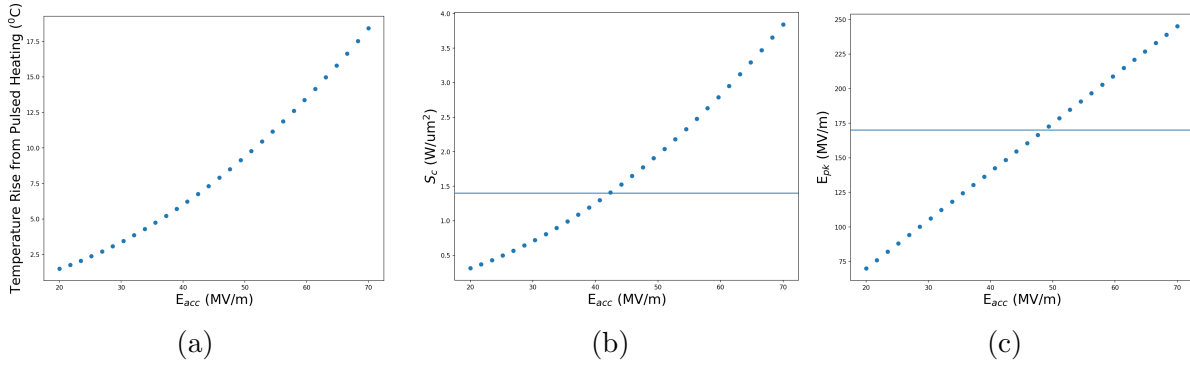 Temperature Rise from Pulsed Heating (⁰C)
17.5
15.0
12.5
10.0
7.5
5.0
2.5
20 30 40 50 60 70
E_acc (MV/m)
(a)
S_c (W/um²)
4.0
3.5
3.0
2.5
2.0
1.5
1.0
0.5
20 30 40 50 60 70
E_acc (MV/m)
(b)
E_pk (MV/m)
250
225
200
175
150
125
100
75
20 30 40 50 60 70
E_acc (MV/m)
(c)